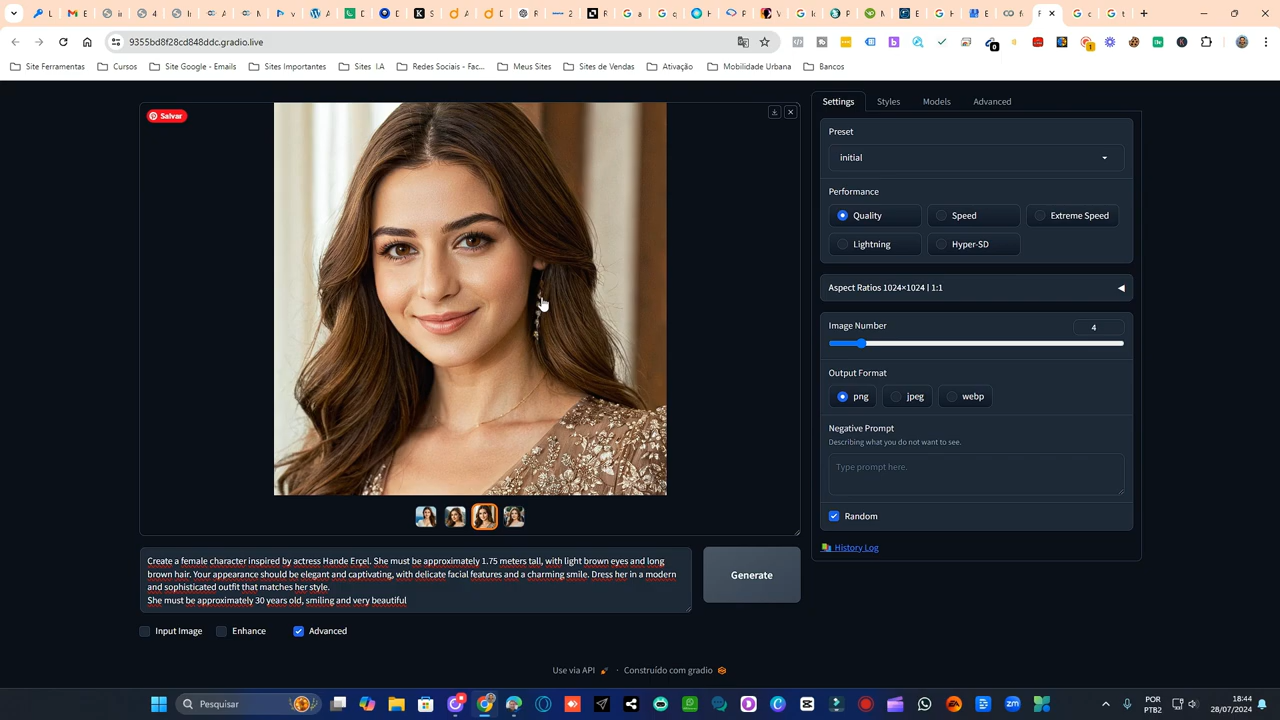 9355bd8f28cd848ddc.gradio.live
Site Ferramentas
Cursos
Site Google - Emails
Sites Importantes
Sites .I.A
Redes Sociais - Fac...
Meus Sites
Sites de Vendas
Ativação
Mobilidade Urbana
Bancos
Salvar
Settings
Styles
Models
Advanced
Preset
initial
Performance
Quality
Speed
Extreme Speed
Lightning
Hyper-SD
Aspect Ratios 1024×1024 | 1:1
Image Number
4
Output Format
png
jpeg
webp
Negative Prompt
Describing what you do not want to see.
Type prompt here.
Random
History Log
Create a female character inspired by actress Hande Erçel. She must be approximately 1.75 meters tall, with light brown eyes and long
brown hair. Your appearance should be elegant and captivating, with delicate facial features and a charming smile. Dress her in a modern
and sophisticated outfit that matches her style.
She must be approximately 30 years old, smiling and very beautiful
Generate
Input Image
Enhance
Advanced
Use via API
Construído com gradio
Pesquisar
POR
PTB2
18:44
28/07/2024